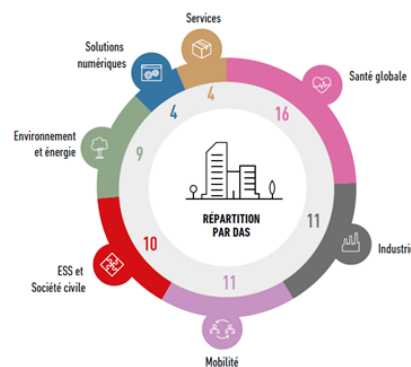 Services
4
Solutions
numériques
4
Santé globale
16
Environnement
et énergie
9
RÉPARTITION
PAR DAS
11
Industrie
10
ESS et
Société civile
11
Mobilité